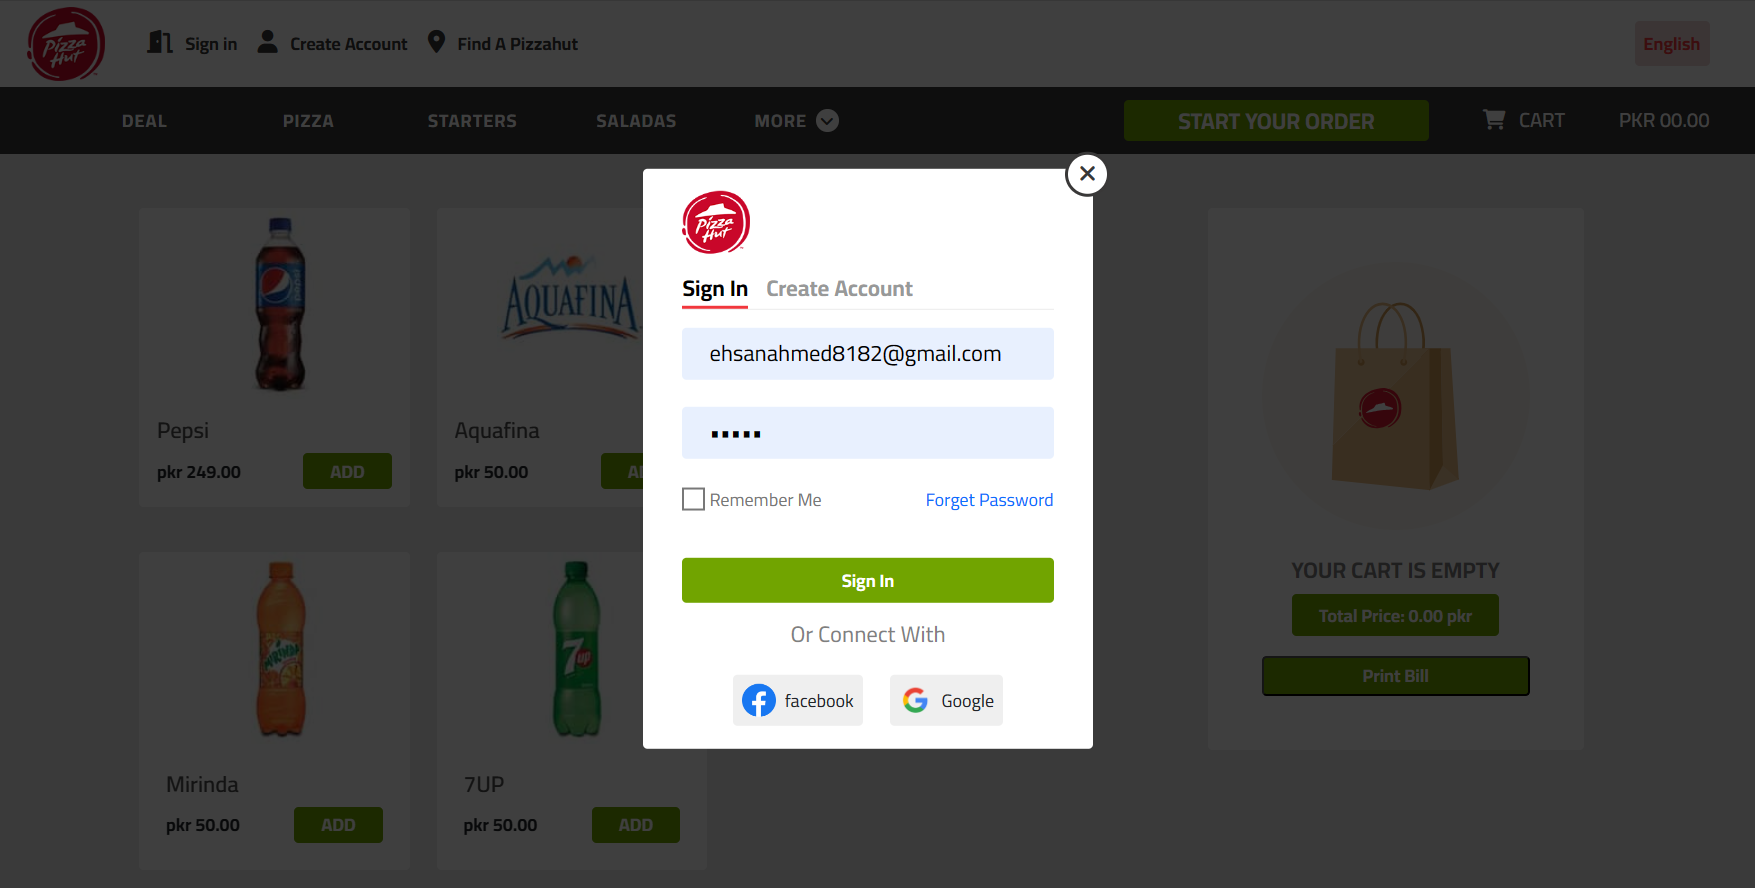 Pizza Hut
Sign in
Create Account
Find A Pizzahut
English
DEAL
PIZZA
STARTERS
SALADAS
MORE
START YOUR ORDER
CART
PKR 00.00
Pizza Hut
Sign In
Create Account
ehsanahmed8182@gmail.com
•••••
Remember Me
Forget Password
Sign In
Or Connect With
facebook
Google
pepsi
Pepsi
pkr 249.00
ADD
AQUAFINA
Aquafina
pkr 50.00
MIRINDA
Mirinda
pkr 50.00
ADD
7up
7UP
pkr 50.00
ADD
YOUR CART IS EMPTY
Total Price: 0.00 pkr
Print Bill